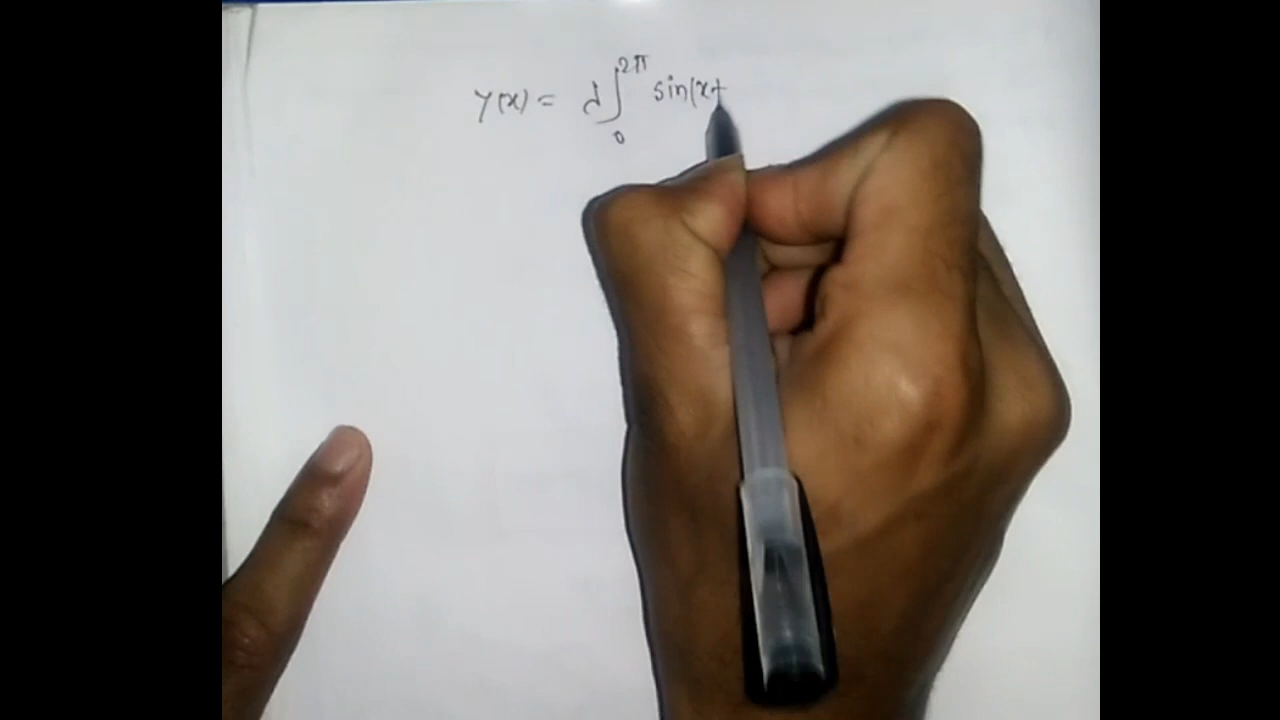 y(x) = λ∫₀^2π sin(x+